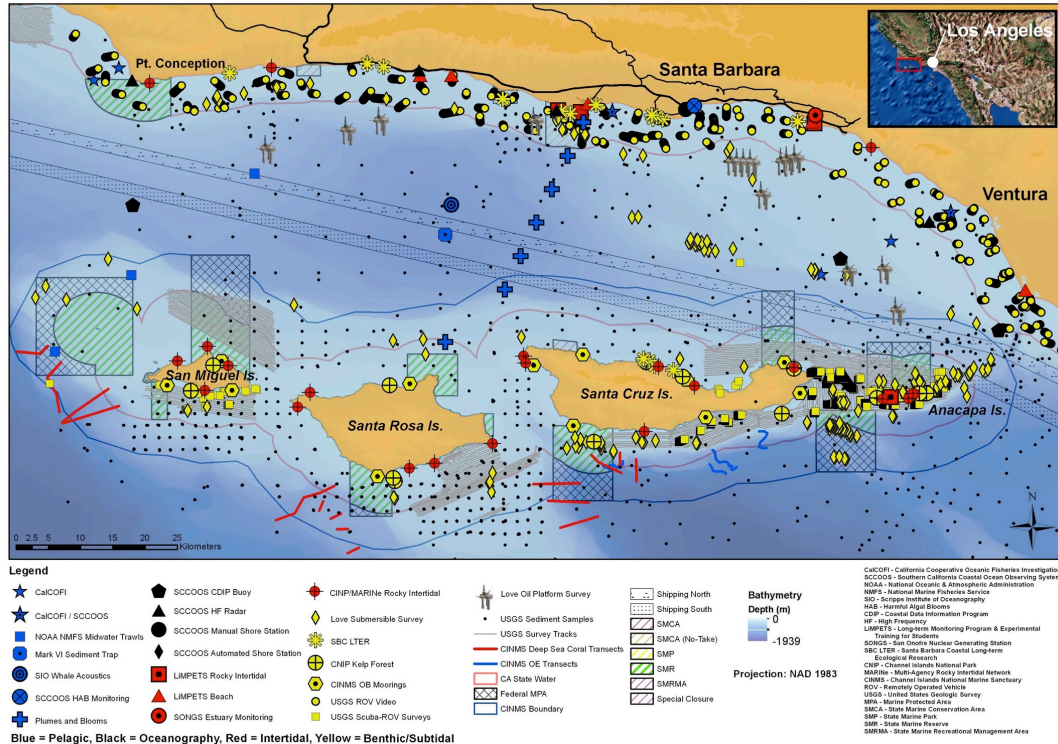 Los Angeles
Pt. Conception
Santa Barbara
Ventura
San Miguel Is.
Santa Rosa Is.
Santa Cruz Is.
Anacapa Is.
N
0 2.5 5 10 15 20 25
Kilometers
Legend
CalCOFI
CalCOFI / SCCOOS
NOAA NMFS Midwater Trawls
Mark VI Sediment Trap
SIO Whale Acoustics
SCCOOS HAB Monitoring
Plumes and Blooms
SCCOOS CDIP Buoy
SCCOOS HF Radar
SCCOOS Manual Shore Station
SCCOOS Automated Shore Station
LiMPETS Rocky Intertidal
LiMPETS Beach
SONGS Estuary Monitoring
CINP/MARINe Rocky Intertidal
Love Submersible Survey
SBC LTER
CNIP Kelp Forest
CINMS OB Moorings
USGS ROV Video
USGS Scuba-ROV Surveys
Love Oil Platform Survey
USGS Sediment Samples
USGS Survey Tracks
CINMS Deep Sea Coral Transects
CINMS OE Transects
CA State Water
Federal MPA
CINMS Boundary
Shipping North
Shipping South
SMCA
SMCA (No-Take)
SMP
SMR
SMRMA
Special Closure
Bathymetry
Depth (m)
0
-1939
Projection: NAD 1983
CalCOFI - California Cooperative Oceanic Fisheries Investigation
SCCOOS - Southern California Coastal Ocean Observing System
NOAA - National Oceanic & Atmospheric Administration
NMFS - National Marine Fisheries Service
SIO - Scripps Institute of Oceanography
HAB - Harmful Algal Blooms
CDIP - Coastal Data Information Program
HF - High Frequency
LiMPETS - Long-term Monitoring Program & Experimental
Training for Students
SONGS - San Onofre Nuclear Generating Station
SBC LTER - Santa Barbara Coastal Long-term
Ecological Research
CNIP - Channel Islands National Park
MARINe - Multi-Agency Rocky Intertidal Network
CINMS - Channel Islands National Marine Sanctuary
ROV - Remotely Operated Vehicle
USGS - United States Geologic Survey
MPA - Marine Protected Area
SMCA - State Marine Conservation Area
SMP - State Marine Park
SMR - State Marine Reserve
SMRMA - State Marine Recreational Management Area
Blue = Pelagic, Black = Oceanography, Red = Intertidal, Yellow = Benthic/Subtidal